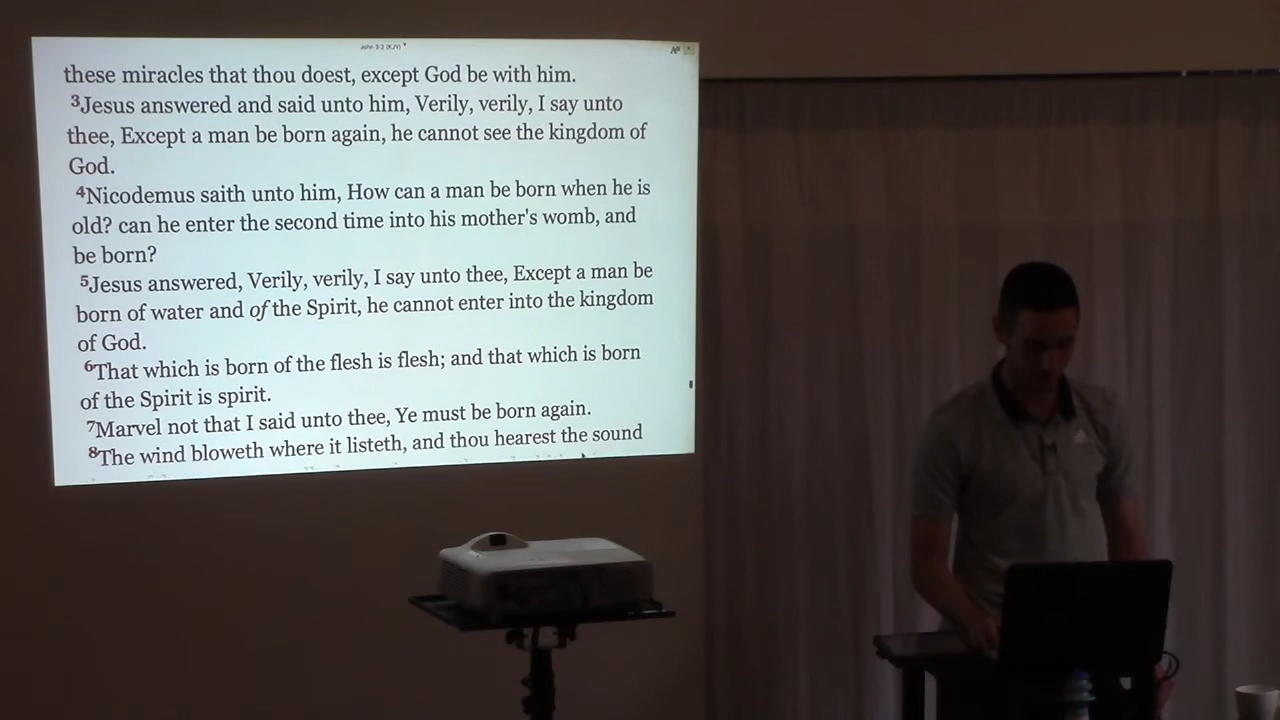 John 3:2 (KJV)
these miracles that thou doest, except God be with him.
3Jesus answered and said unto him, Verily, verily, I say unto
thee, Except a man be born again, he cannot see the kingdom of
God.
4Nicodemus saith unto him, How can a man be born when he is
old? can he enter the second time into his mother's womb, and
be born?
5Jesus answered, Verily, verily, I say unto thee, Except a man be
born of water and of the Spirit, he cannot enter into the kingdom
of God.
6That which is born of the flesh is flesh; and that which is born
of the Spirit is spirit.
7Marvel not that I said unto thee, Ye must be born again.
8The wind bloweth where it listeth, and thou hearest the sound